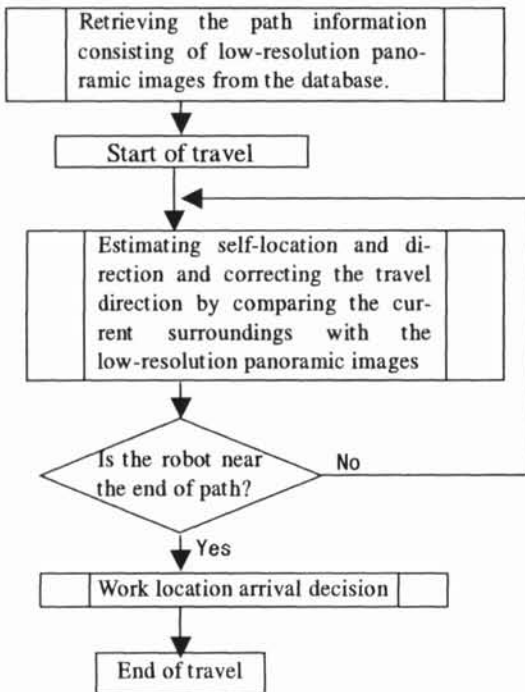 Retrieving the path information
consisting of low-resolution pano-
ramic images from the database.
Start of travel
Estimating self-location and di-
rection and correcting the travel
direction by comparing the cur-
rent surroundings with the
low-resolution panoramic images
Is the robot near
the end of path?
No
Yes
Work location arrival decision
End of travel